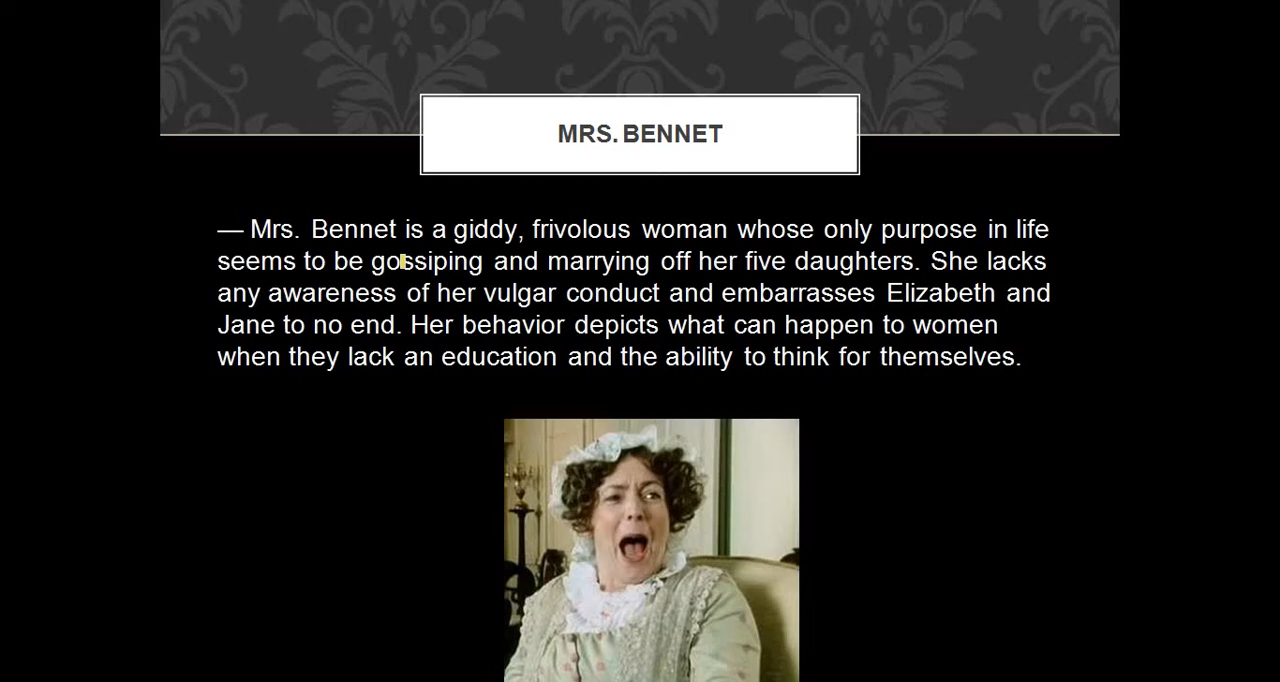 MRS. BENNET
— Mrs. Bennet is a giddy, frivolous woman whose only purpose in life
seems to be gossiping and marrying off her five daughters. She lacks
any awareness of her vulgar conduct and embarrasses Elizabeth and
Jane to no end. Her behavior depicts what can happen to women
when they lack an education and the ability to think for themselves.